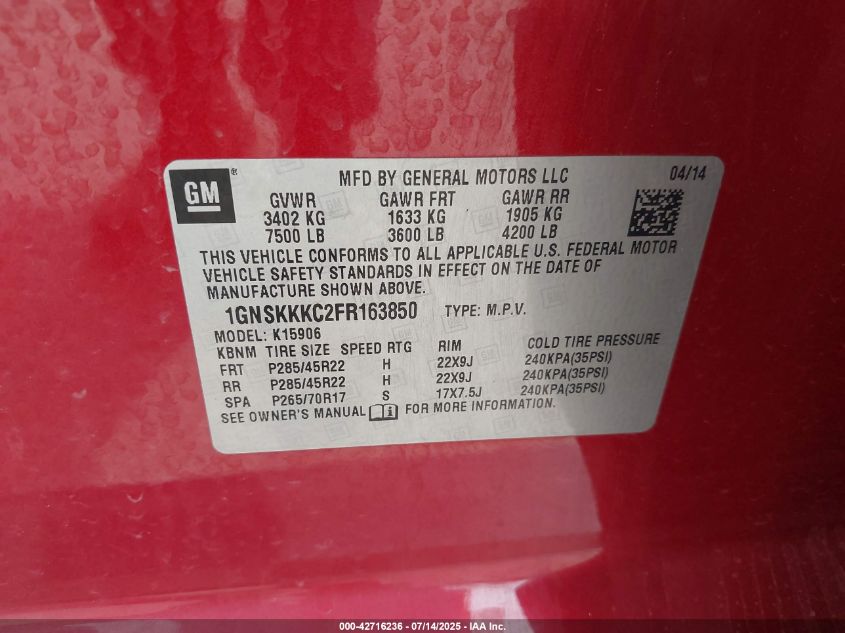 GM ® MFD BY GENERAL MOTORS LLC 04/14
GVWR GAWR FRT GAWR RR
3402 KG 1633 KG 1905 KG
7500 LB 3600 LB 4200 LB
THIS VEHICLE CONFORMS TO ALL APPLICABLE U.S. FEDERAL MOTOR
VEHICLE SAFETY STANDARDS IN EFFECT ON THE DATE OF
MANUFACTURE SHOWN ABOVE.
1GNSKKKC2FR163850 TYPE: M.P.V.
MODEL: K15906
KBNM TIRE SIZE SPEED RTG RIM COLD TIRE PRESSURE
FRT P285/45R22 H 22X9J 240KPA(35PSI)
RR P285/45R22 H 22X9J 240KPA(35PSI)
SPA P265/70R17 S 17X7.5J 240KPA(35PSI)
SEE OWNER'S MANUAL FOR MORE INFORMATION.
000-42716236 - 07/14/2025 - IAA Inc.